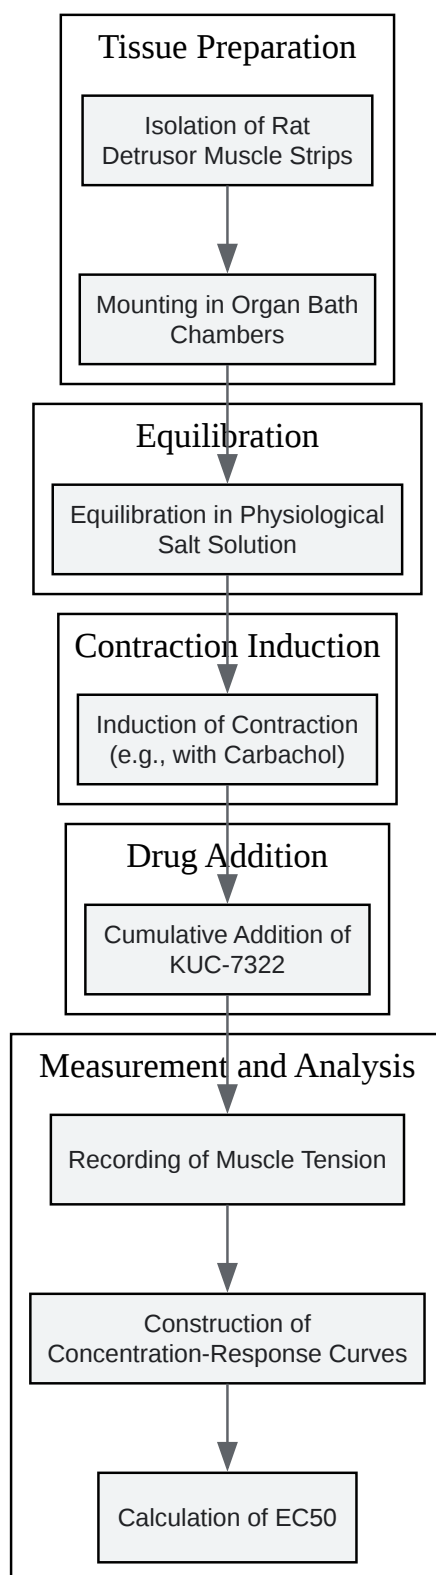 Tissue Preparation
Isolation of Rat
Detrusor Muscle Strips
Mounting in Organ Bath
Chambers
Equilibration
Equilibration in Physiological
Salt Solution
Contraction Induction
Induction of Contraction
(e.g., with Carbachol)
Drug Addition
Cumulative Addition of
KUC-7322
Measurement and Analysis
Recording of Muscle Tension
Construction of
Concentration-Response Curves
Calculation of EC50